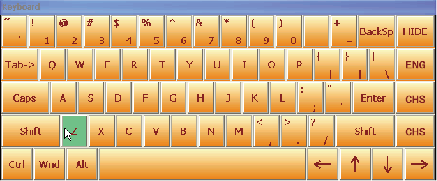 Keyboard
~ ` ! 1 @ 2 # 3 $ 4 % 5 ^ 6 & 7 * 8 ( 9 ) 0 _ - + = BackSp HIDE
Tab-> Q W E R T Y U I O P { [ } ] | \ ENG
Caps A S D F G H J K L : ; " ' Enter CHS
Shift Z X C V B N M < , > . ? / Shift CHS
Ctrl Wnd Alt ← ↑ ↓ →